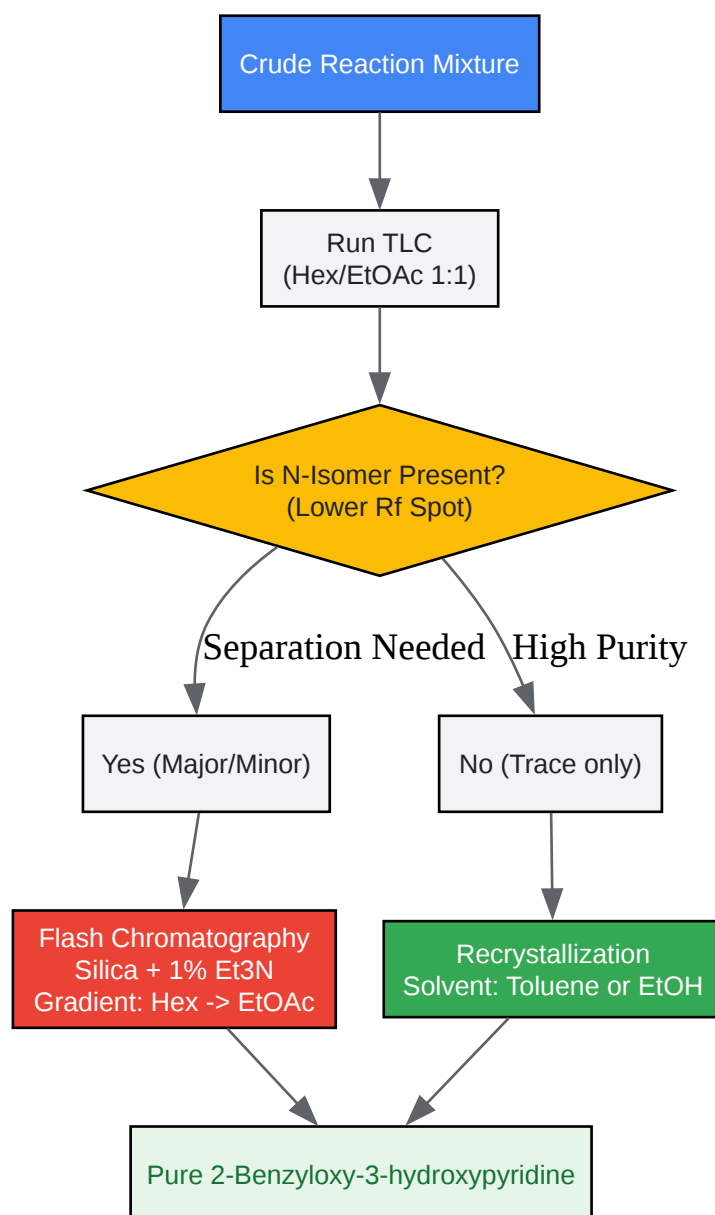 Crude Reaction Mixture
Run TLC
(Hex/EtOAc 1:1)
Is N-Isomer Present?
(Lower Rf Spot)
Separation Needed
High Purity
Yes (Major/Minor)
No (Trace only)
Flash Chromatography
Silica + 1% Et3N
Gradient: Hex -> EtOAc
Recrystallization
Solvent: Toluene or EtOH
Pure 2-Benzyloxy-3-hydroxypyridine